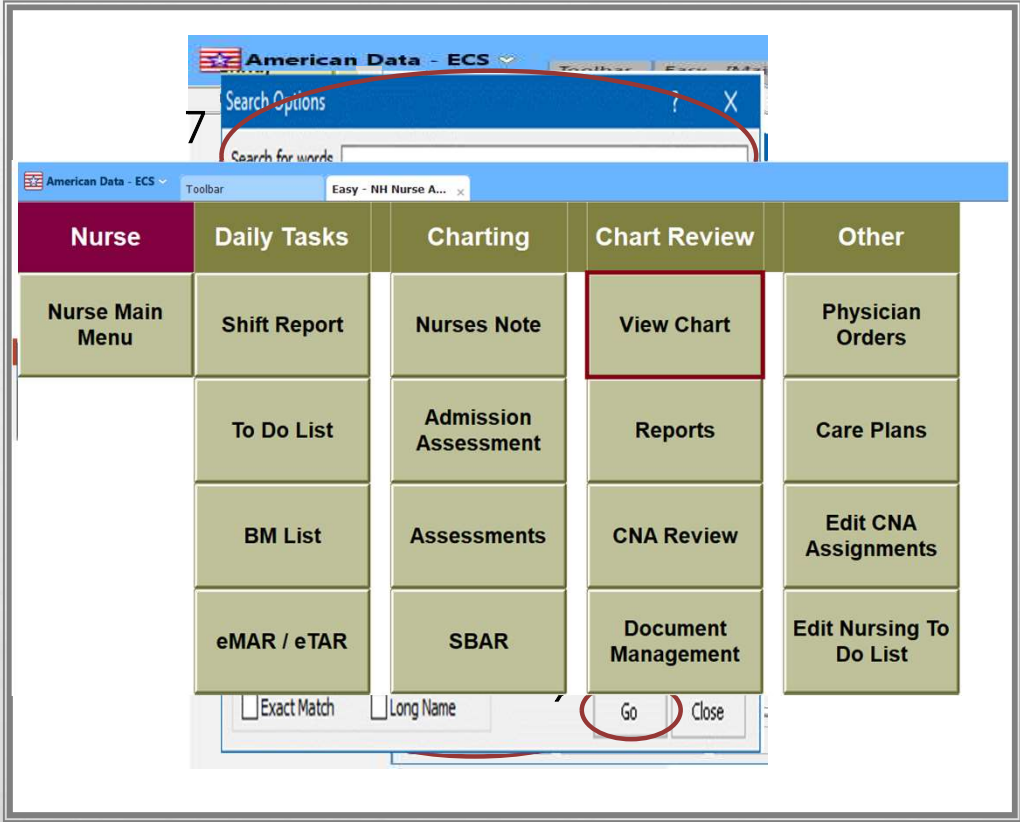 American Data - ECS
Search Options ? X
7
Search for words
American Data - ECS
Toolbar
Easy - NH Nurse A... ×
Nurse
Daily Tasks
Charting
Chart Review
Other
Nurse Main
Menu
Shift Report
Nurses Note
View Chart
Physician
Orders
To Do List
Admission
Assessment
Reports
Care Plans
BM List
Assessments
CNA Review
Edit CNA
Assignments
eMAR / eTAR
SBAR
Document
Management
Edit Nursing To
Do List
Exact Match
Long Name
Go
Close